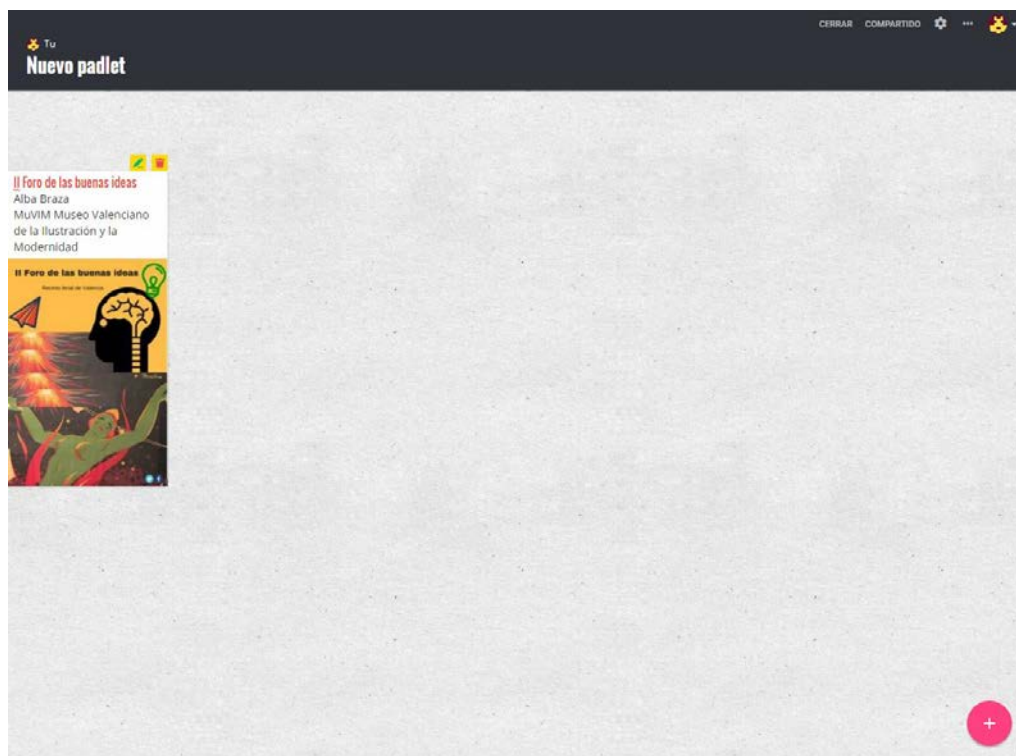 CERRAR COMPARTIDO
Tu
Nuevo padlet
II Foro de las buenas ideas
Alba Braza
MuVIM Museo Valenciano
de la Ilustración y la
Modernidad
II Foro de las buenas ideas